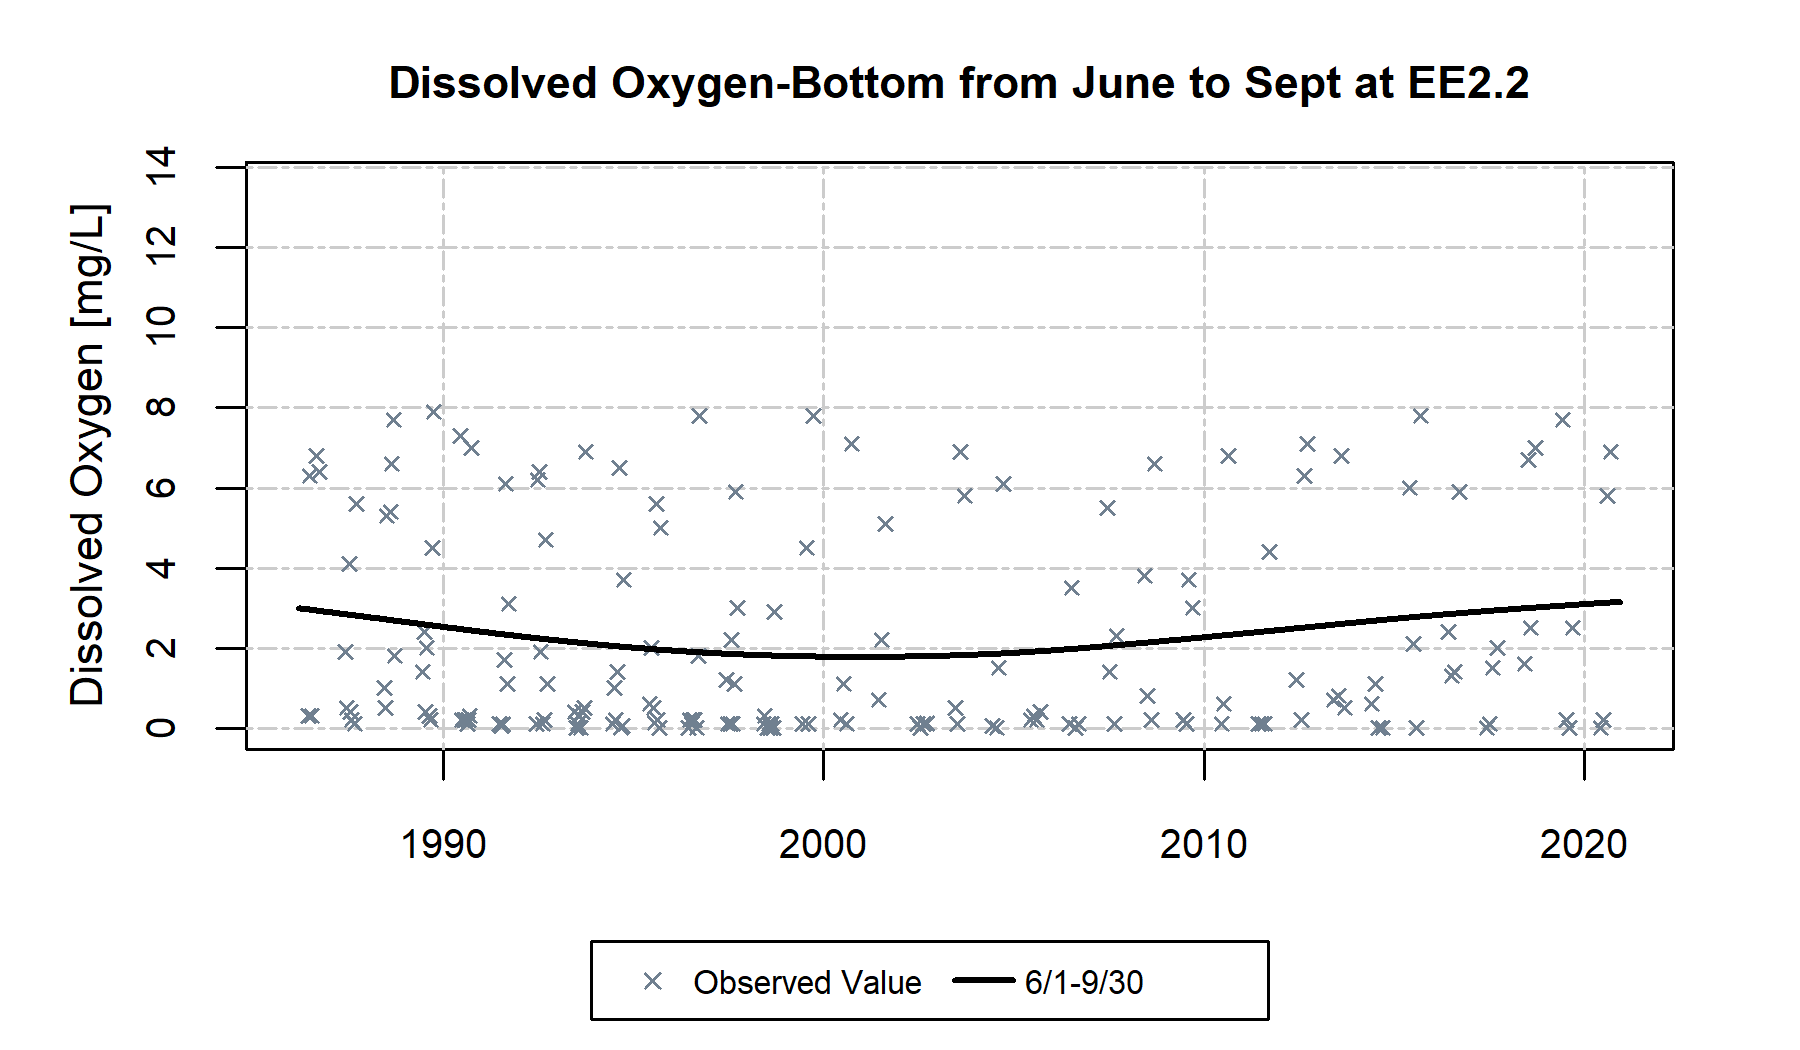 Dissolved Oxygen-Bottom from June to Sept at EE2.2
Dissolved Oxygen [mg/L]
14
12
10
8
6
4
2
0
1990 2000 2010 2020
Observed Value 6/1-9/30